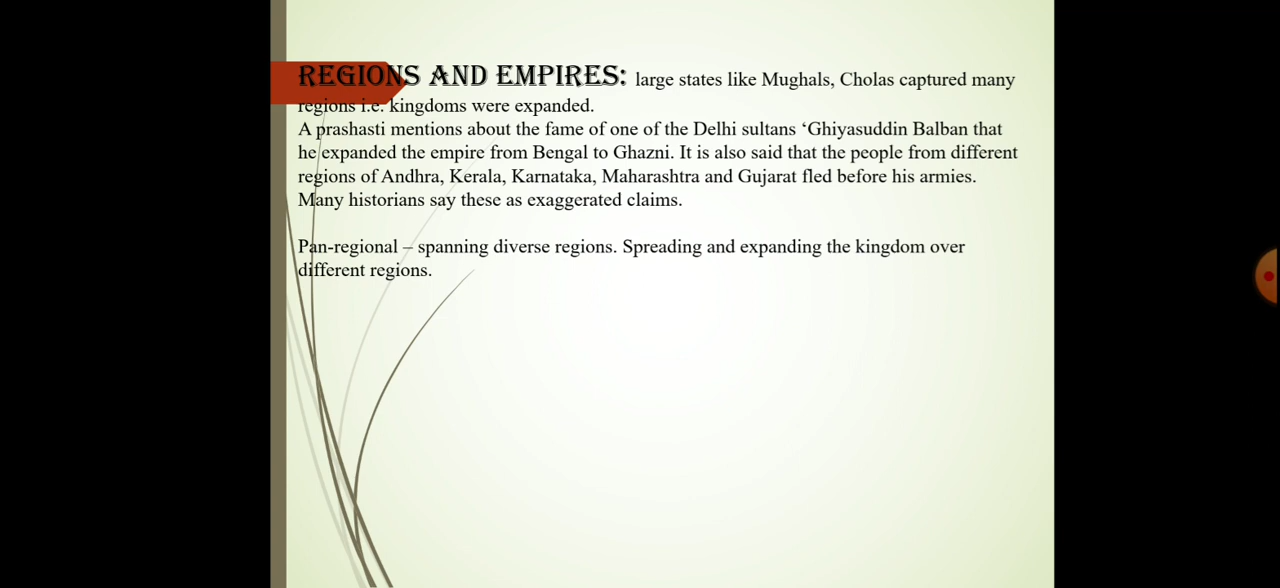 REGIONS AND EMPIRES: large states like Mughals, Cholas captured many
regions i.e. kingdoms were expanded.
A prashasti mentions about the fame of one of the Delhi sultans ‘Ghiyasuddin Balban that
he expanded the empire from Bengal to Ghazni. It is also said that the people from different
regions of Andhra, Kerala, Karnataka, Maharashtra and Gujarat fled before his armies.
Many historians say these as exaggerated claims.
Pan-regional – spanning diverse regions. Spreading and expanding the kingdom over
different regions.